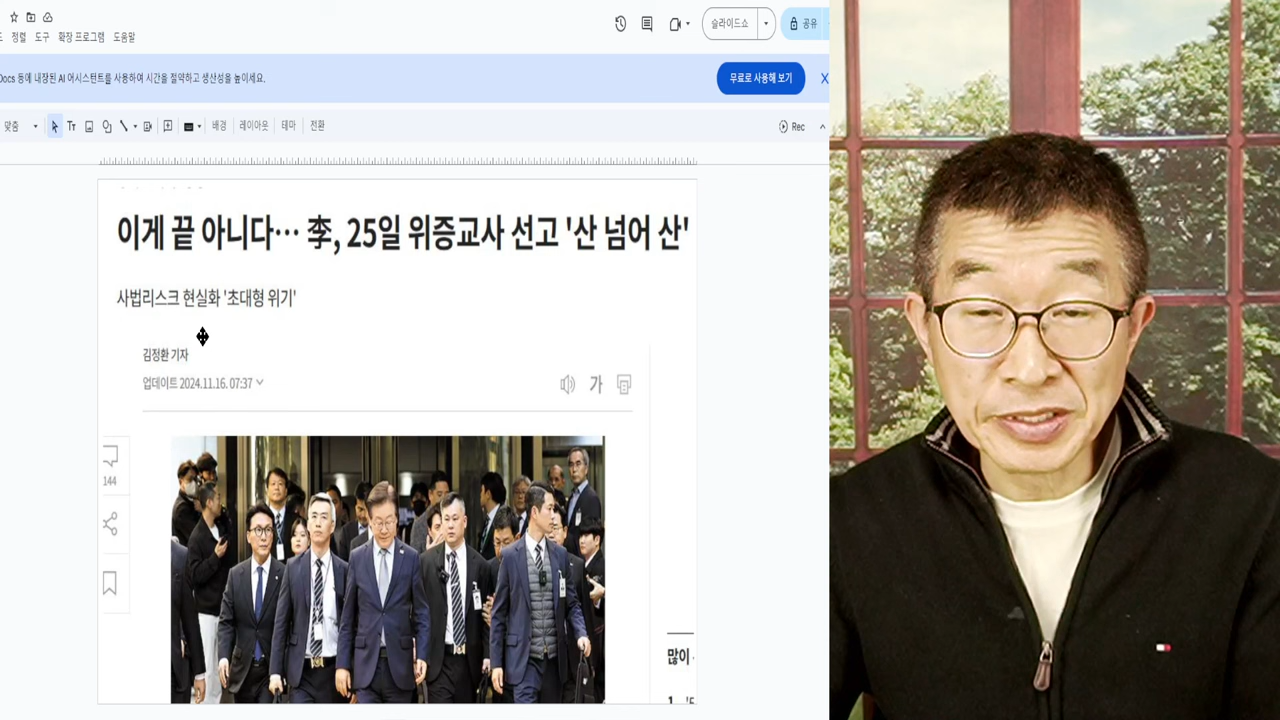 정렬 도구 확장 프로그램 도움말
슬라이드쇼
공유
Docs 등에 내장된 AI 어시스턴트를 사용하여 시간을 절약하고 생산성을 높이세요.
무료로 사용해 보기
맞춤
배경 레이아웃 테마 전환
Rec
이게 끝 아니다… 李, 25일 위증교사 선고 '산 넘어 산'
사법리스크 현실화 '초대형 위기'
김정환 기자
업데이트 2024.11.16. 07:37
가
144
많이